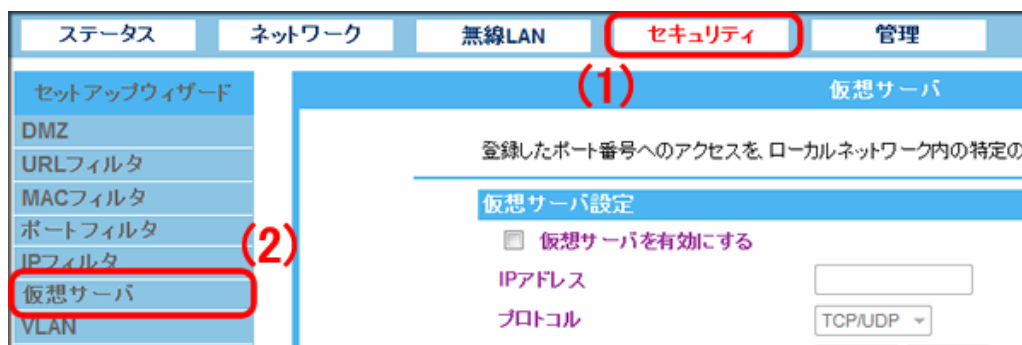 ステータス ネットワーク 無線LAN セキュリティ 管理
(1)
セットアップウィザード
仮想サーバ
DMZ
URLフィルタ
MACフィルタ
ポートフィルタ
(2)
IPフィルタ
仮想サーバ
VLAN
登録したポート番号へのアクセスを、ローカルネットワーク内の特定の
仮想サーバ設定
仮想サーバを有効にする
IPアドレス
プロトコル TCP/UDP